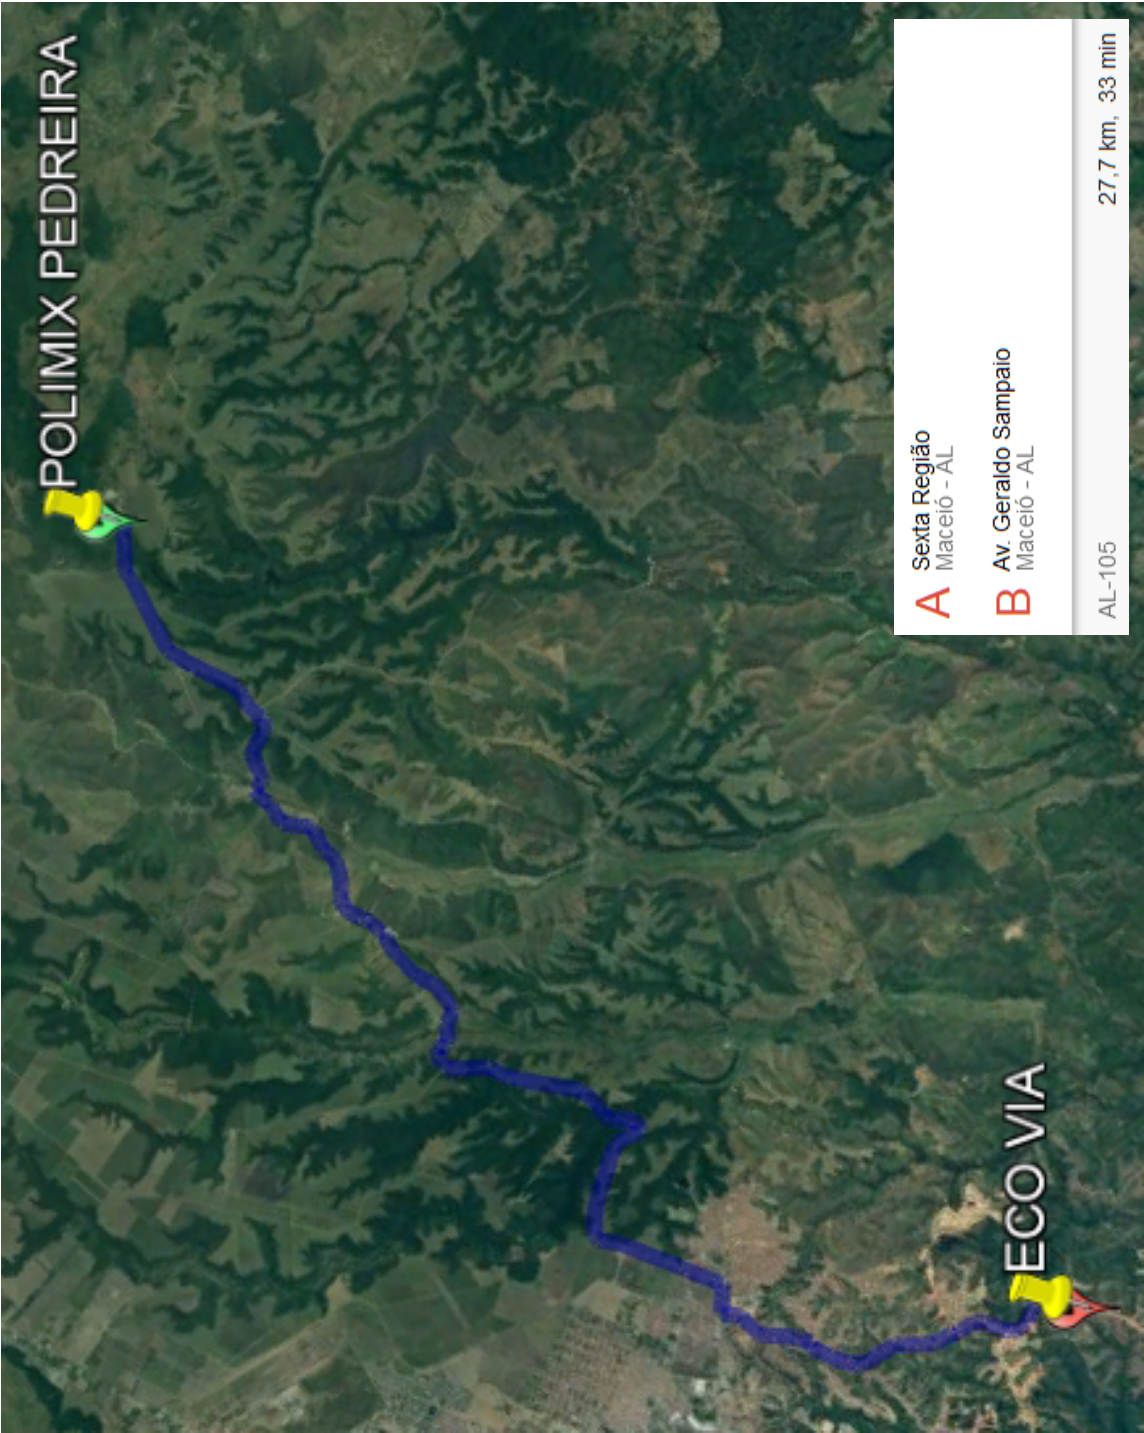 POLIMIX PEDREIRA
ECO VIA
A Sexta Região
Maceió - AL
B Av. Geraldo Sampaio
Maceió - AL
AL-105 27,7 km, 33 min